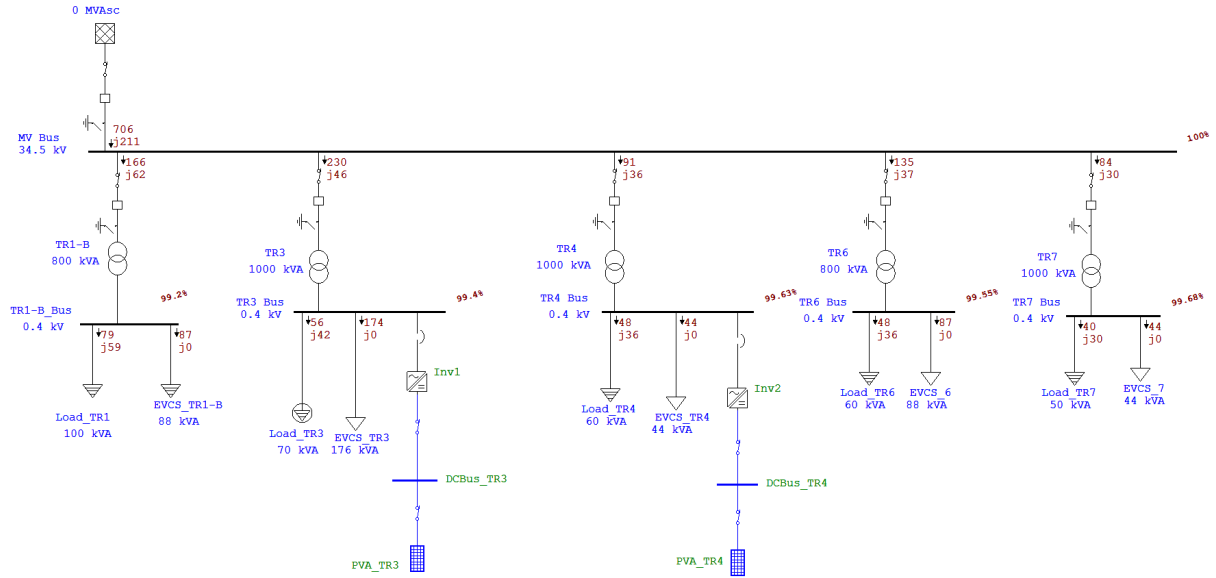 0 MVAsc
706
j211
MV Bus
34.5 kV
100%
166
j62
230
j46
91
j36
135
j37
84
j30
TR1-B
800 kVA
TR3
1000 kVA
TR4
1000 kVA
TR6
800 kVA
TR7
1000 kVA
99.2%
TR1-B_Bus
0.4 kV
99.4%
TR3 Bus
0.4 kV
99.63%
TR4 Bus
0.4 kV
99.55%
TR6 Bus
0.4 kV
99.68%
TR7 Bus
0.4 kV
79
j59
87
j0
56
j42
174
j0
48
j36
44
j0
48
j36
87
j0
40
j30
44
j0
Inv1
Inv2
Load_TR1
100 kVA
EVCS_TR1-B
88 kVA
Load_TR3
70 kVA
EVCS_TR3
176 kVA
Load_TR4
60 kVA
EVCS_TR4
44 kVA
Load_TR6
60 kVA
EVCS_6
88 kVA
Load_TR7
50 kVA
EVCS_7
44 kVA
DCBus_TR3
DCBus_TR4
PVA_TR3
PVA_TR4